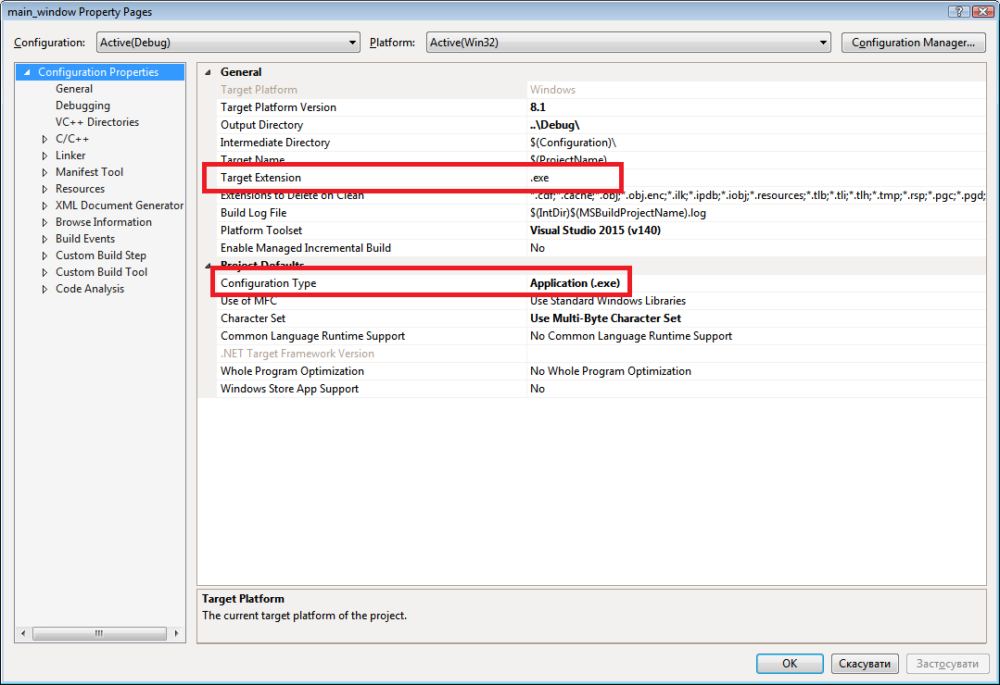 main_window Property Pages
Configuration: Active(Debug) Platform: Active(Win32) Configuration Manager...
Configuration Properties
General
Debugging
VC++ Directories
C/C++
Linker
Manifest Tool
Resources
XML Document Generator
Browse Information
Build Events
Custom Build Step
Custom Build Tool
Code Analysis
General
Target Platform Windows
Target Platform Version 8.1
Output Directory ..\Debug\
Intermediate Directory $(Configuration)\
Target Name $(ProjectName)
Target Extension .exe
Extensions to Delete on Clean *.cdf;*.cache;*.obj;*.obj.enc;*.ilk;*.ipdb;*.iobj;*.resources;*.tlb;*.tli;*.tlh;*.tmp;*.rsp;*.pgc;*.pgd;
Build Log File $(IntDir)$(MSBuildProjectName).log
Platform Toolset Visual Studio 2015 (v140)
Enable Managed Incremental Build No
Project Defaults
Configuration Type Application (.exe)
Use of MFC Use Standard Windows Libraries
Character Set Use Multi-Byte Character Set
Common Language Runtime Support No Common Language Runtime Support
.NET Target Framework Version
Whole Program Optimization No Whole Program Optimization
Windows Store App Support No
Target Platform
The current target platform of the project.
OK Скасувати Застосувати